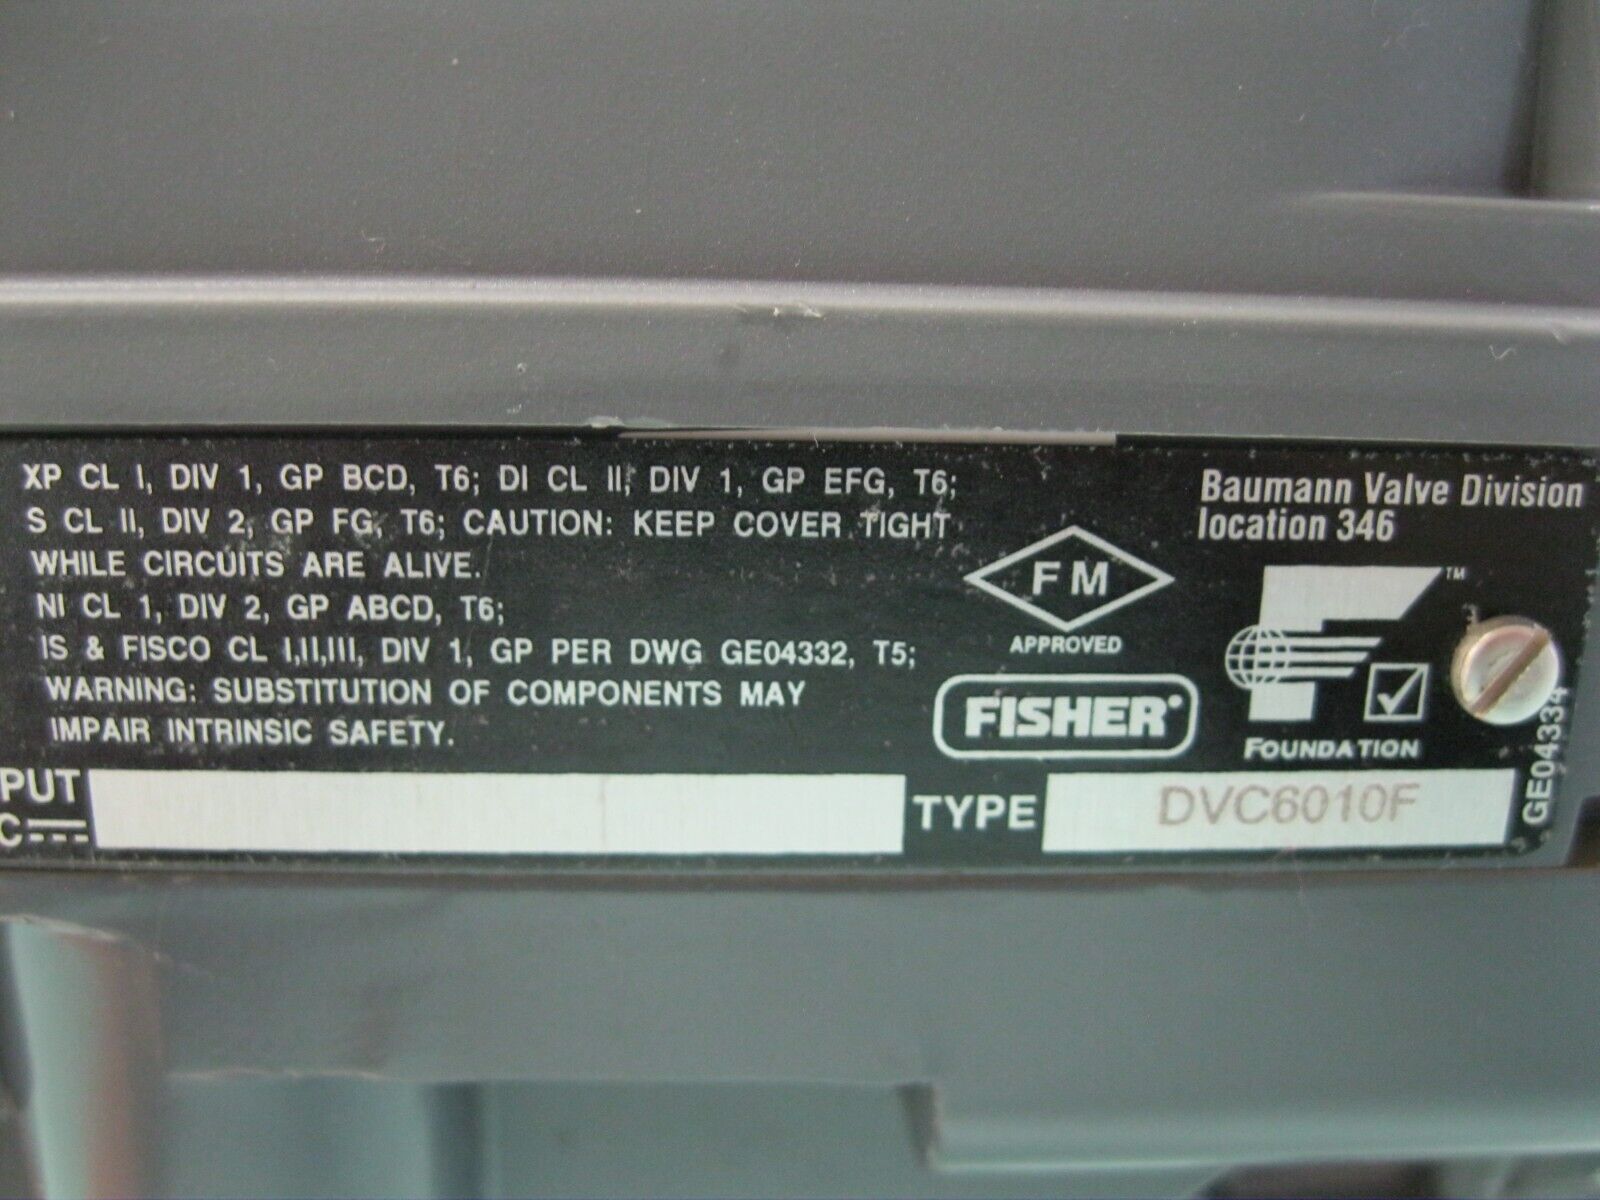 XP CL I, DIV 1, GP BCD, T6; DI CL II, DIV 1, GP EFG, T6;
S CL II, DIV 2, GP FG, T6; CAUTION: KEEP COVER TIGHT
WHILE CIRCUITS ARE ALIVE.
NI CL 1, DIV 2, GP ABCD, T6;
IS & FISCO CL I,II,III, DIV 1, GP PER DWG GE04332, T5;
WARNING: SUBSTITUTION OF COMPONENTS MAY
IMPAIR INTRINSIC SAFETY.
Baumann Valve Division
location 346
FM
APPROVED
FISHER®
F™
FOUNDATION
PUT
C
TYPE DVC6010F
GE04334